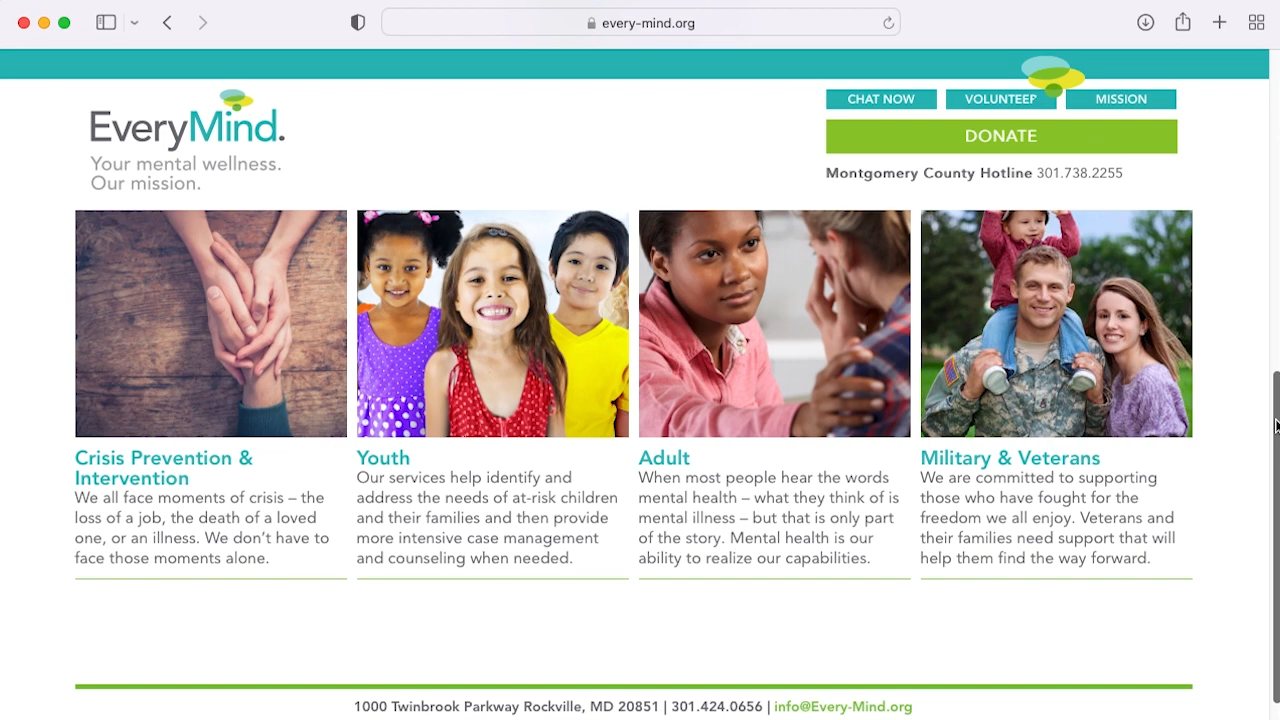 every-mind.org
EveryMind.
Your mental wellness.
Our mission.
CHAT NOW
VOLUNTEER
MISSION
DONATE
Montgomery County Hotline 301.738.2255
Crisis Prevention &
Intervention
We all face moments of crisis – the
loss of a job, the death of a loved
one, or an illness. We don't have to
face those moments alone.
Youth
Our services help identify and
address the needs of at-risk children
and their families and then provide
more intensive case management
and counseling when needed.
Adult
When most people hear the words
mental health – what they think of is
mental illness – but that is only part
of the story. Mental health is our
ability to realize our capabilities.
Military & Veterans
We are committed to supporting
those who have fought for the
freedom we all enjoy. Veterans and
their families need support that will
help them find the way forward.
1000 Twinbrook Parkway Rockville, MD 20851 | 301.424.0656 | info@Every-Mind.org